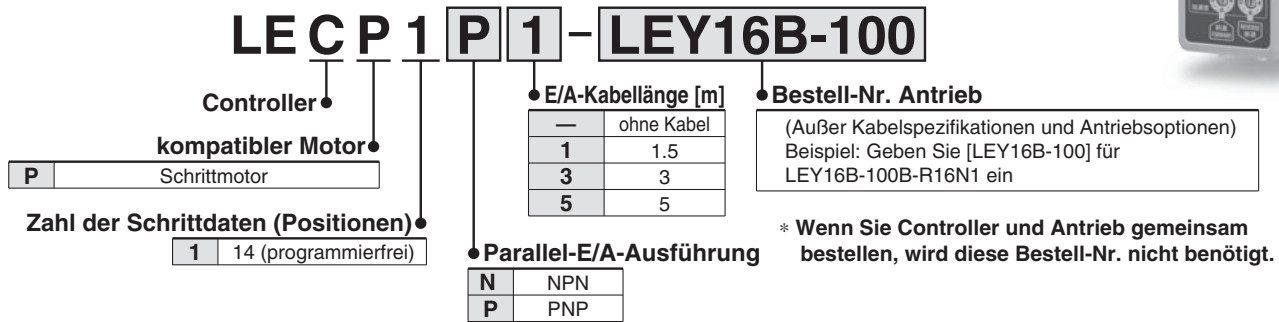 LECP1P1-LEY16B-100
Controller
kompatibler Motor
P Schrittmotor
Zahl der Schrittdaten (Positionen)
1 14 (programmierfrei)
Parallel-E/A-Ausführung
N NPN
P PNP
E/A-Kabellänge [m]
— ohne Kabel
1 1.5
3 3
5 5
Bestell-Nr. Antrieb
(Außer Kabelspezifikationen und Antriebsoptionen)
Beispiel: Geben Sie [LEY16B-100] für
LEY16B-100B-R16N1 ein
* Wenn Sie Controller und Antrieb gemeinsam
bestellen, wird diese Bestell-Nr. nicht benötigt.